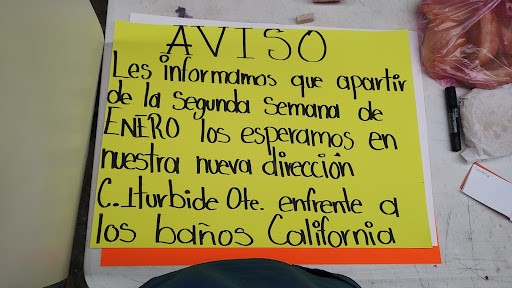 AVISO
Les informamos que apartir
de la segunda semana de
ENERO los esperamos en
nuestra nueva dirección
C. Iturbide Ote. enfrente a
los baños California